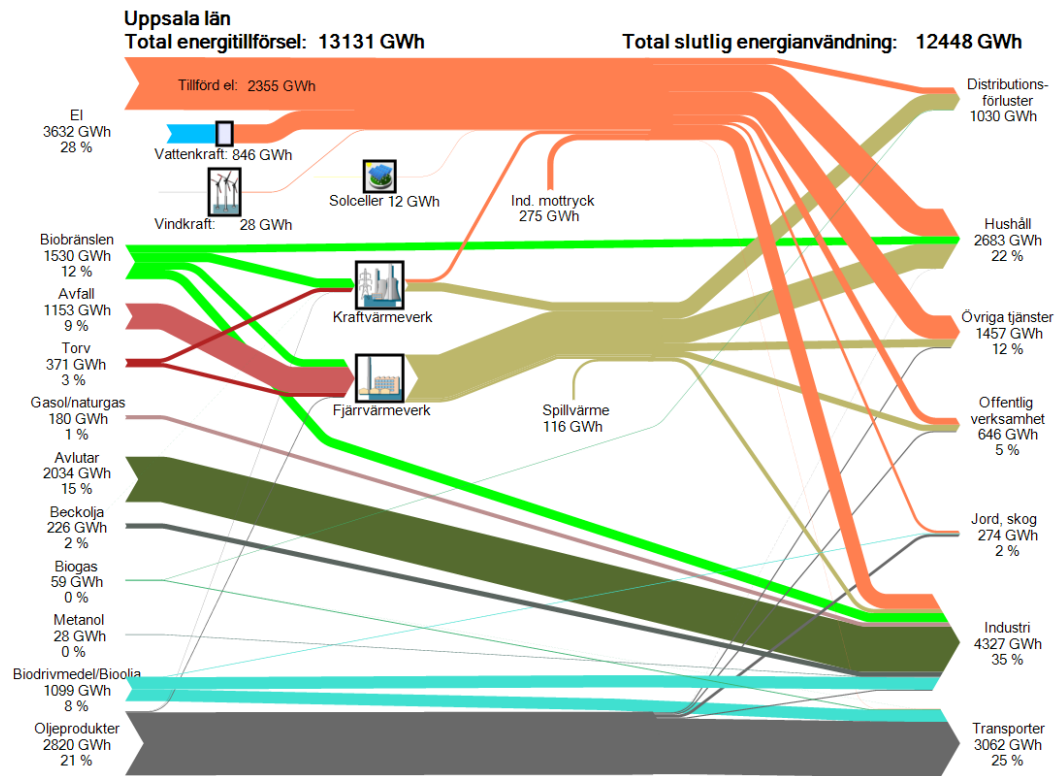 Uppsala län
Total energitillförsel: 13131 GWh
Total slutlig energianvändning: 12448 GWh
Tillförd el: 2355 GWh
El
3632 GWh
28 %
Vattenkraft: 846 GWh
Vindkraft: 28 GWh
Solceller 12 GWh
Ind. mottryck
275 GWh
Biobränslen
1530 GWh
12 %
Avfall
1153 GWh
9 %
Torv
371 GWh
3 %
Gasol/naturgas
180 GWh
1 %
Avlutar
2034 GWh
15 %
Beckolja
226 GWh
2 %
Biogas
59 GWh
0 %
Metanol
28 GWh
0 %
Biodrivmedel/Bioolja
1099 GWh
8 %
Oljeprodukter
2820 GWh
21 %
Kraftvärmeverk
Fjärrvärmeverk
Spillvärme
116 GWh
Distributions-
förluster
1030 GWh
Hushåll
2683 GWh
22 %
Övriga tjänster
1457 GWh
12 %
Offentlig
verksamhet
646 GWh
5 %
Jord, skog
274 GWh
2 %
Industri
4327 GWh
35 %
Transporter
3062 GWh
25 %